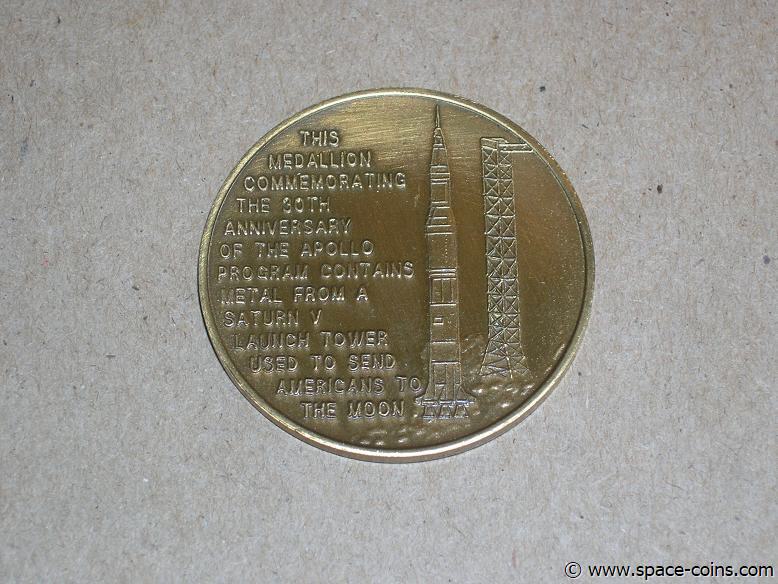 THIS
MEDALLION
COMMEMORATING
THE 30TH
ANNIVERSARY
OF THE APOLLO
PROGRAM CONTAINS
METAL FROM A
SATURN V
LAUNCH TOWER
USED TO SEND
AMERICANS TO
THE MOON
© www.space-coins.com